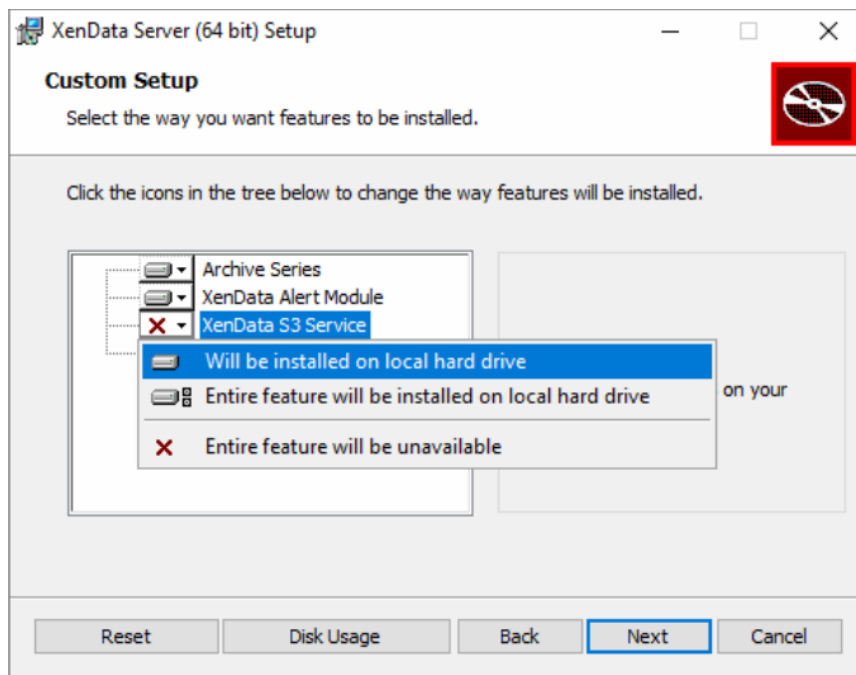 XenData Server (64 bit) Setup
Custom Setup
Select the way you want features to be installed.
Click the icons in the tree below to change the way features will be installed.
Archive Series
XenData Alert Module
XenData S3 Service
Will be installed on local hard drive
Entire feature will be installed on local hard drive
on your
Entire feature will be unavailable
Reset
Disk Usage
Back
Next
Cancel